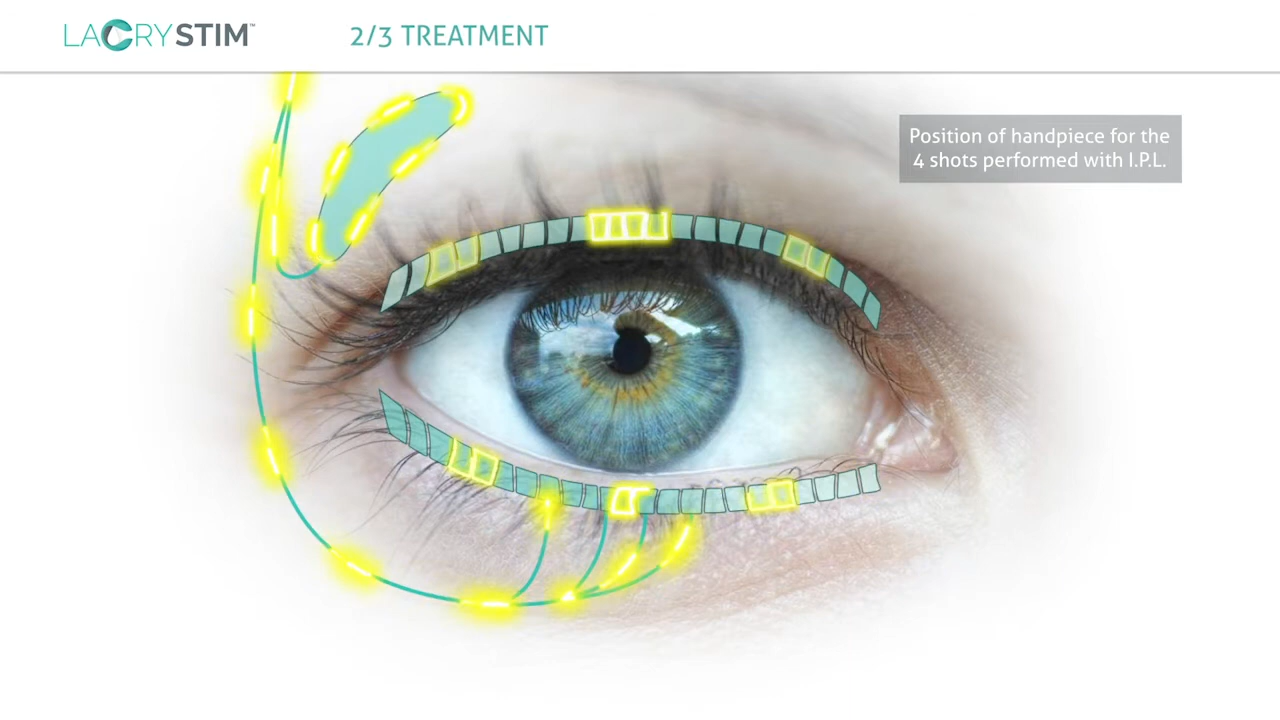 LACRYSTIM™
2/3 TREATMENT
Position of handpiece for the
4 shots performed with I.P.L.